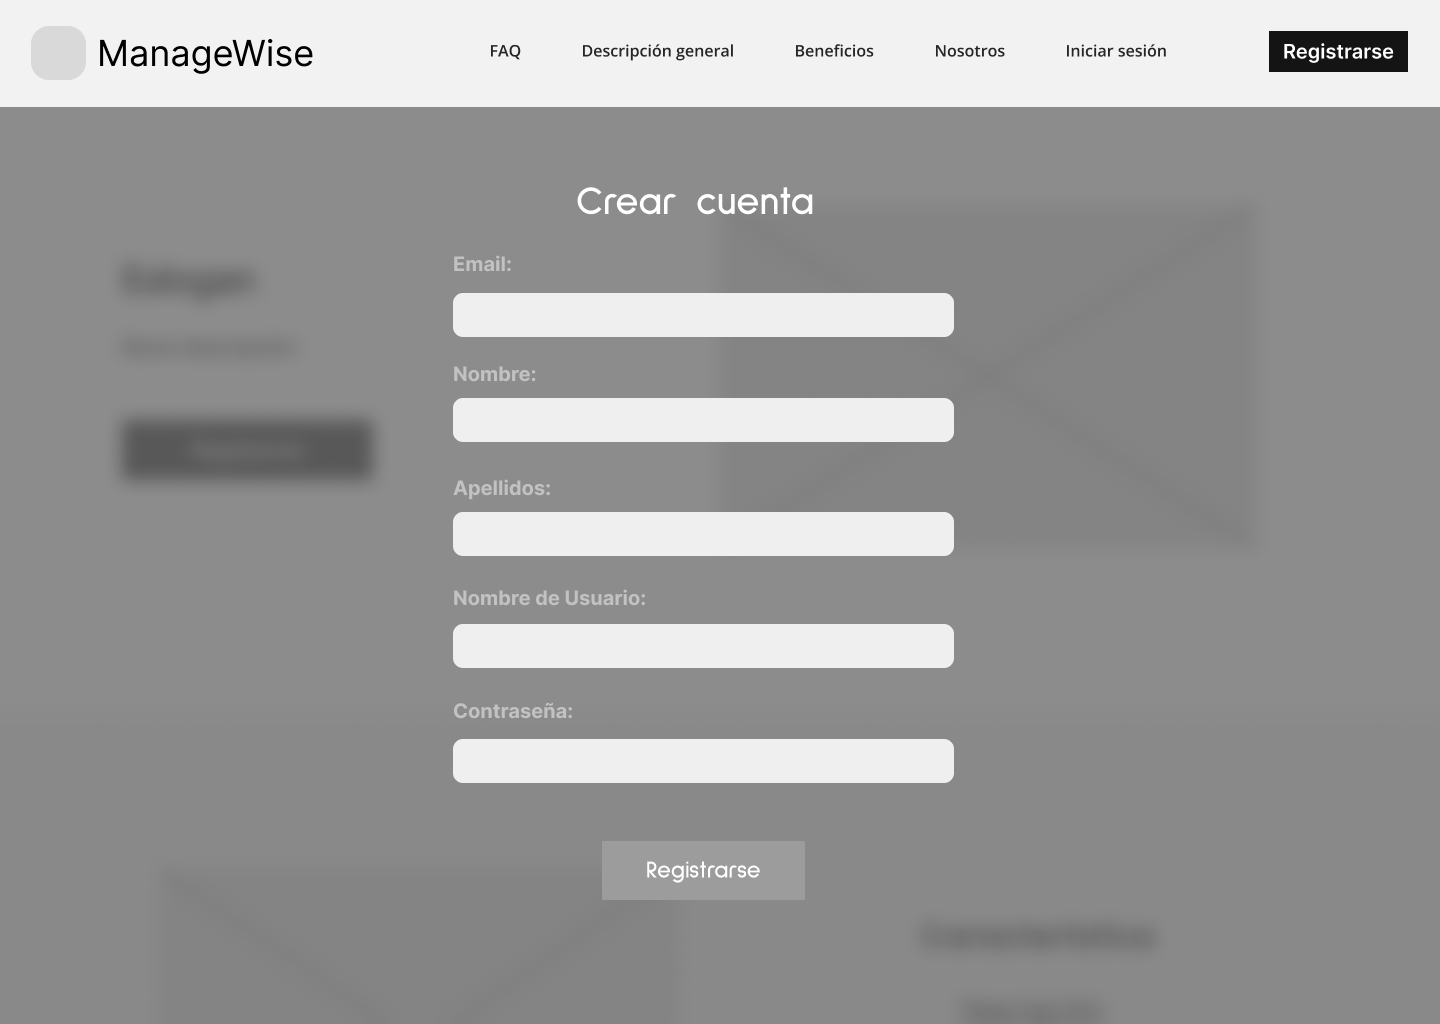 ManageWise
FAQ
Descripción general
Beneficios
Nosotros
Iniciar sesión
Registrarse
Crear cuenta
Email:
Nombre:
Apellidos:
Nombre de Usuario:
Contraseña:
Registrarse